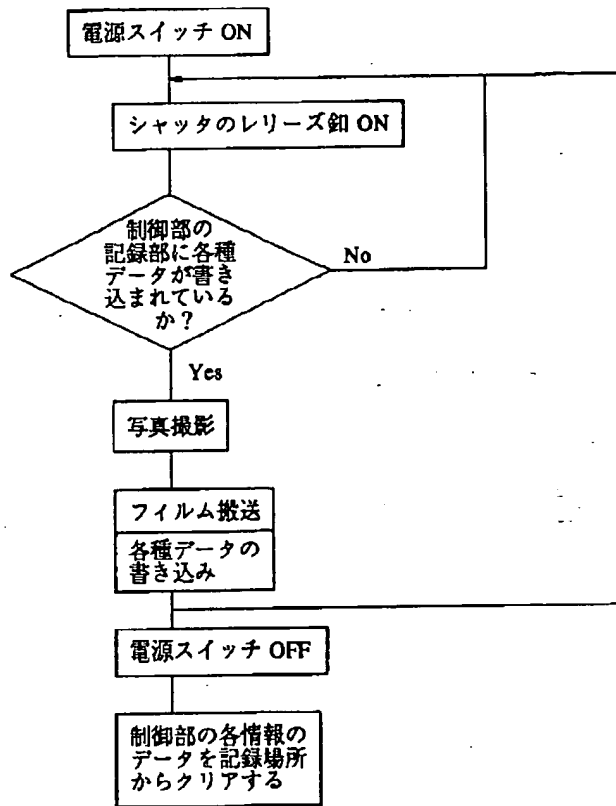 電源スイッチ ON
シャッタのレリーズ釦 ON
制御部の
記録部に各種
データが書き
込まれている
か？
No
Yes
写真撮影
フィルム搬送
各種データの
書き込み
電源スイッチ OFF
制御部の各情報の
データを記録場所
からクリアする